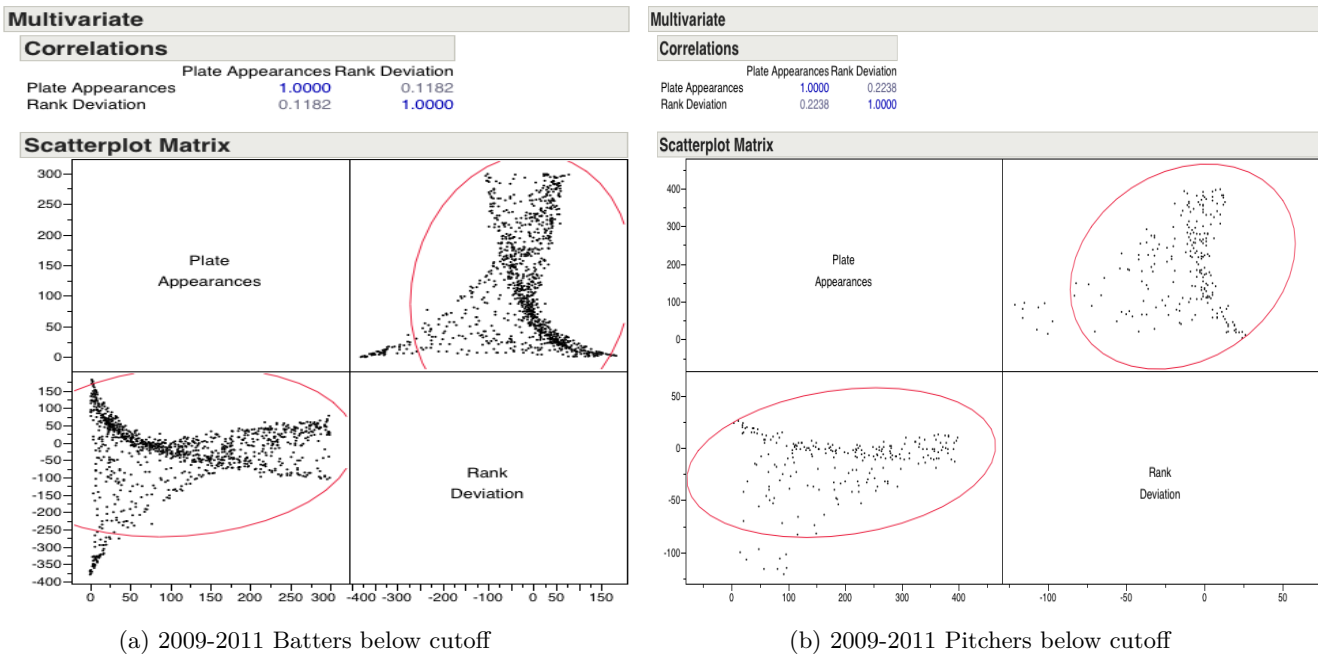 Multivariate
Correlations
Plate Appearances Rank Deviation
Plate Appearances 1.0000 0.1182
Rank Deviation 0.1182 1.0000
Scatterplot Matrix
300
250
200
150
100
50
0
Plate
Appearances
150
100
50
0
-50
-100
-150
-200
-250
-300
-350
-400
Rank
Deviation
0 50 100 150 200 250 300 -400 -300 -200 -100 0 50 150
(a) 2009-2011 Batters below cutoff
Multivariate
Correlations
Plate Appearances Rank Deviation
Plate Appearances 1.0000 0.2238
Rank Deviation 0.2238 1.0000
Scatterplot Matrix
400
300
200
100
0
Plate
Appearances
50
0
-50
-100
Rank
Deviation
0 100 200 300 400 -100 -50 0 50
(b) 2009-2011 Pitchers below cutoff